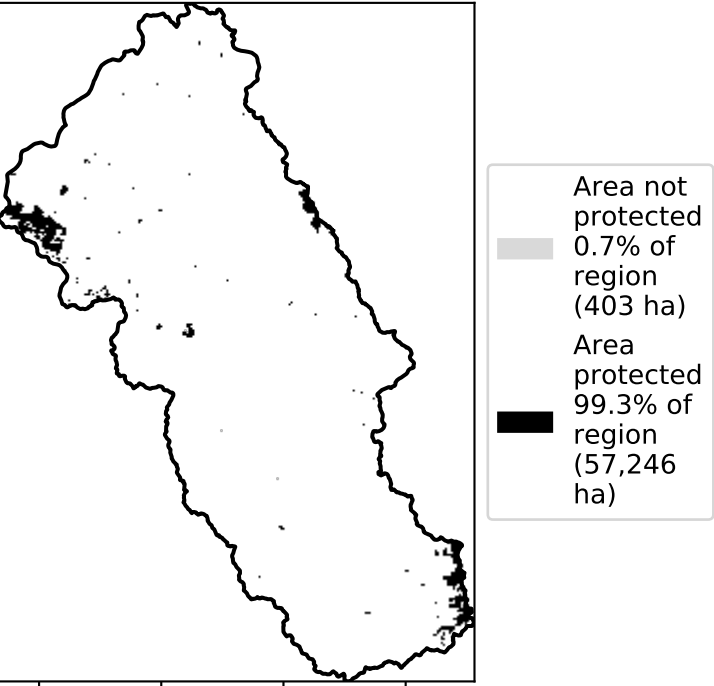 Area not
protected
0.7% of
region
(403 ha)
Area
protected
99.3% of
region
(57,246
ha)